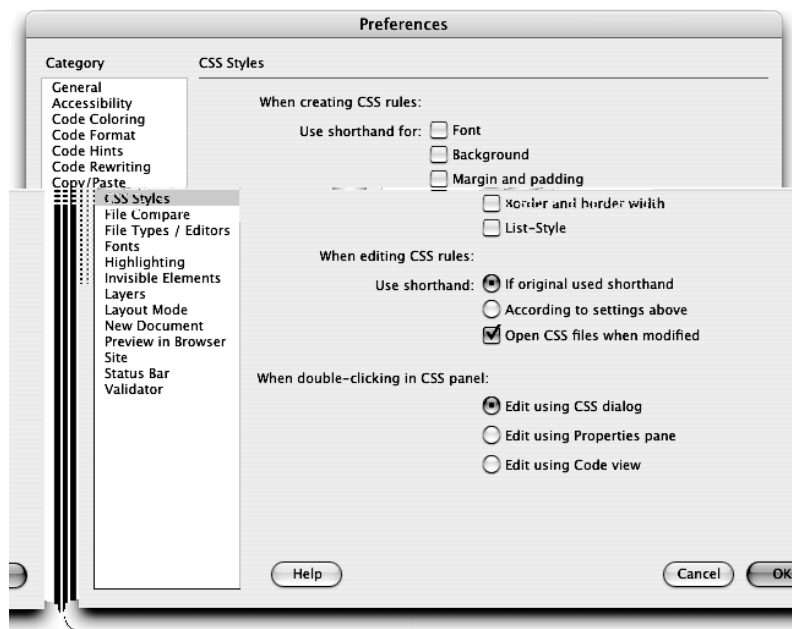 Preferences
Category
CSS Styles
General
Accessibility
Code Coloring
Code Format
Code Hints
Code Rewriting
Copy/Paste
CSS Styles
File Compare
File Types / Editors
Fonts
Highlighting
Invisible Elements
Layers
Layout Mode
New Document
Preview in Browser
Site
Status Bar
Validator
When creating CSS rules:
Use shorthand for:
Font
Background
Margin and padding
Border and border width
List-Style
When editing CSS rules:
Use shorthand:
If original used shorthand
According to settings above
Open CSS files when modified
When double-clicking in CSS panel:
Edit using CSS dialog
Edit using Properties pane
Edit using Code view
Help
Cancel
OK